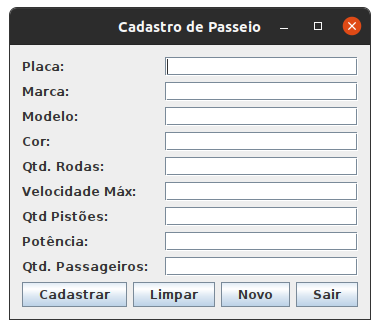 Cadastro de Passeio
Placa:
Marca:
Modelo:
Cor:
Qtd. Rodas:
Velocidade Máx:
Qtd Pistões:
Potência:
Qtd. Passageiros:
Cadastrar Limpar Novo Sair